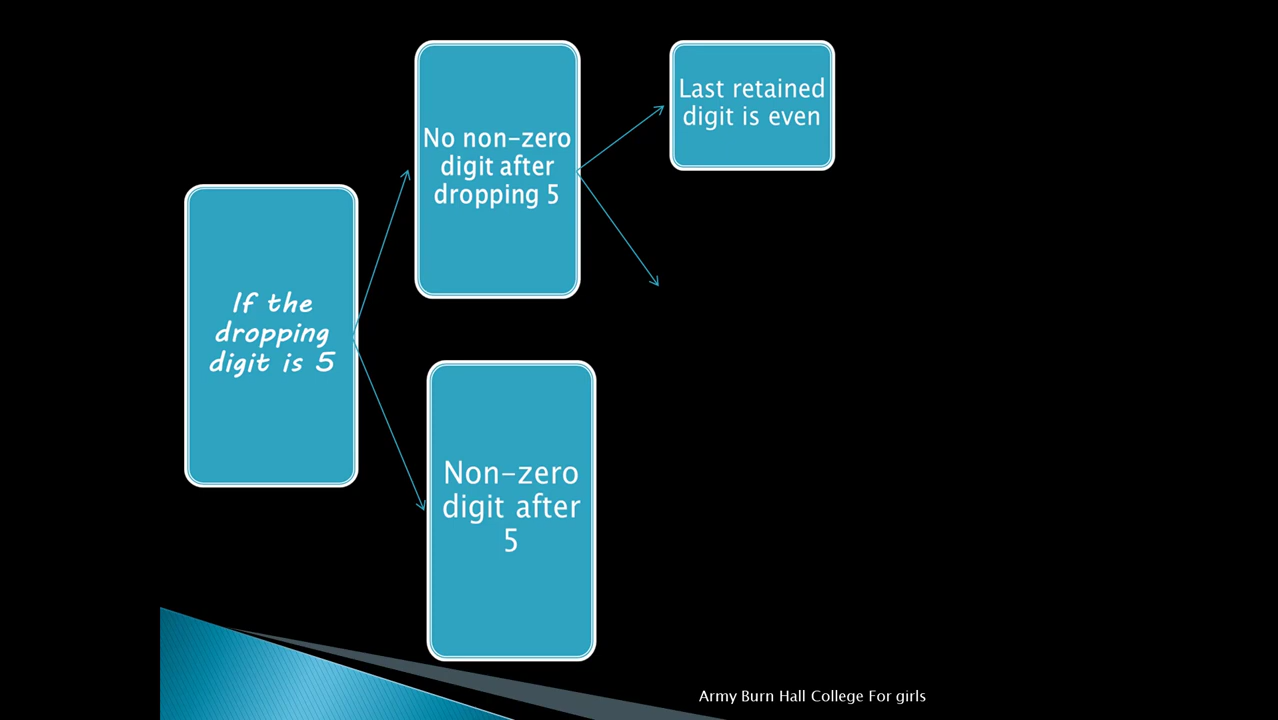 If the
dropping
digit is 5
No non-zero
digit after
dropping 5
Last retained
digit is even
Non-zero
digit after
5
Army Burn Hall College For girls